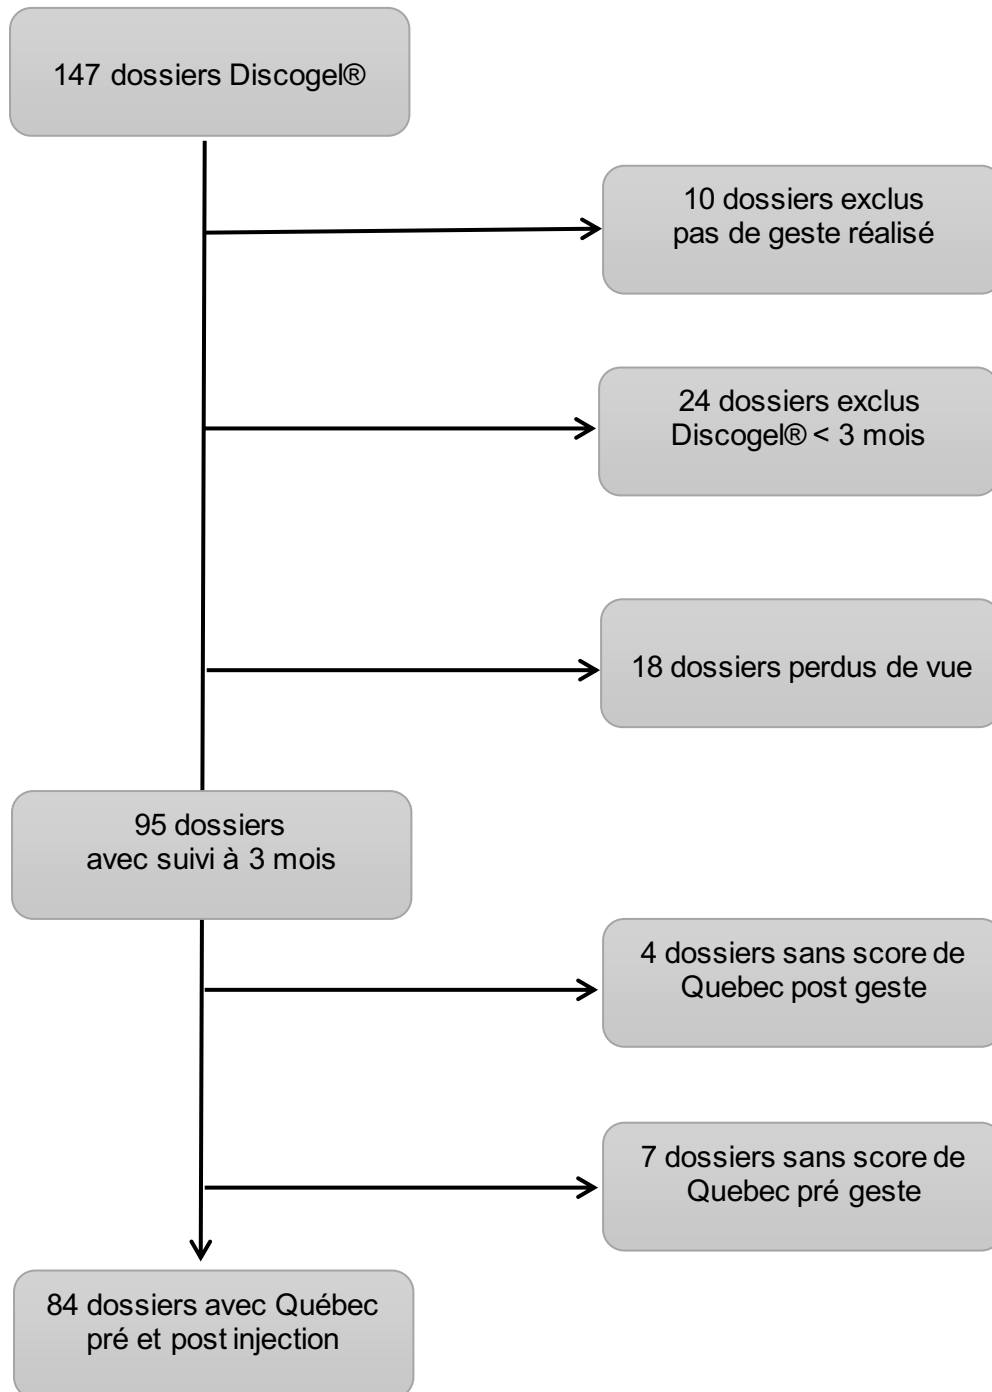 147 dossiers Discogel®
10 dossiers exclus
pas de geste réalisé
24 dossiers exclus
Discogel® < 3 mois
18 dossiers perdus de vue
95 dossiers
avec suivi à 3 mois
4 dossiers sans score de
Quebec post geste
7 dossiers sans score de
Quebec pré geste
84 dossiers avec Québec
pré et post injection